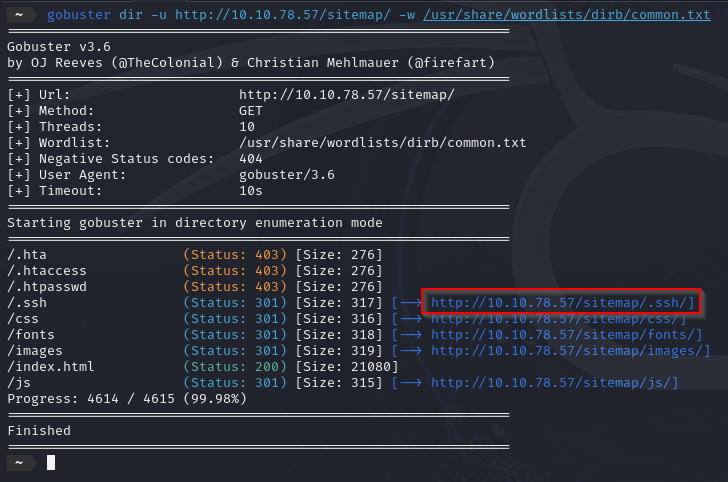 ~ gobuster dir -u http://10.10.78.57/sitemap/ -w /usr/share/wordlists/dirb/common.txt
===============================================================
Gobuster v3.6
by OJ Reeves (@TheColonial) & Christian Mehlmauer (@firefart)
===============================================================
[+] Url: http://10.10.78.57/sitemap/
[+] Method: GET
[+] Threads: 10
[+] Wordlist: /usr/share/wordlists/dirb/common.txt
[+] Negative Status codes: 404
[+] User Agent: gobuster/3.6
[+] Timeout: 10s
===============================================================
Starting gobuster in directory enumeration mode
===============================================================
/.hta (Status: 403) [Size: 276]
/.htaccess (Status: 403) [Size: 276]
/.htpasswd (Status: 403) [Size: 276]
/.ssh (Status: 301) [Size: 317] [--> http://10.10.78.57/sitemap/.ssh/]
/css (Status: 301) [Size: 316] [--> http://10.10.78.57/sitemap/css/]
/fonts (Status: 301) [Size: 318] [--> http://10.10.78.57/sitemap/fonts/]
/images (Status: 301) [Size: 319] [--> http://10.10.78.57/sitemap/images/]
/index.html (Status: 200) [Size: 21080]
/js (Status: 301) [Size: 315] [--> http://10.10.78.57/sitemap/js/]
Progress: 4614 / 4615 (99.98%)
===============================================================
Finished
===============================================================
~